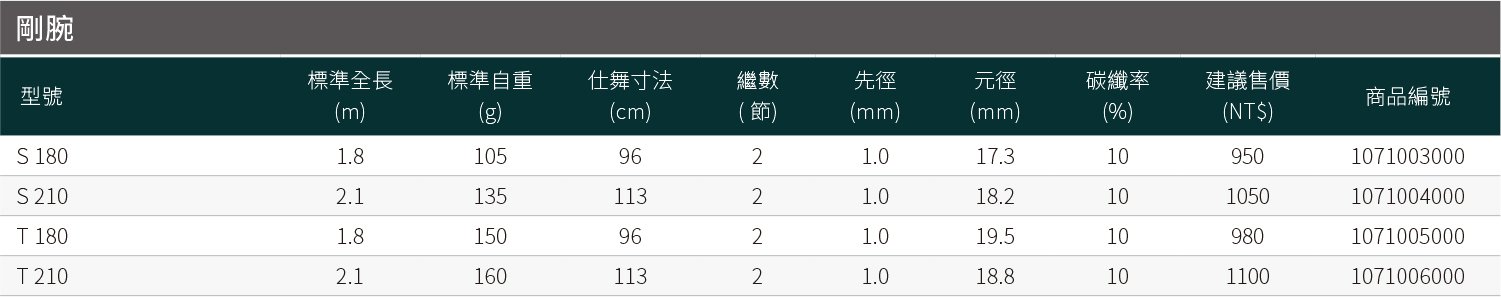 剛腕
型號 標準全長 (m) 標準自重 (g) 仕舞寸法 (cm) 繼數 ( 節) 先徑 (mm) 元徑 (mm) 碳纖率 (%) 建議售價 (NT$) 商品編號
S 180 1.8 105 96 2 1.0 17.3 10 950 1071003000
S 210 2.1 135 113 2 1.0 18.2 10 1050 1071004000
T 180 1.8 150 96 2 1.0 19.5 10 980 1071005000
T 210 2.1 160 113 2 1.0 18.8 10 1100 1071006000